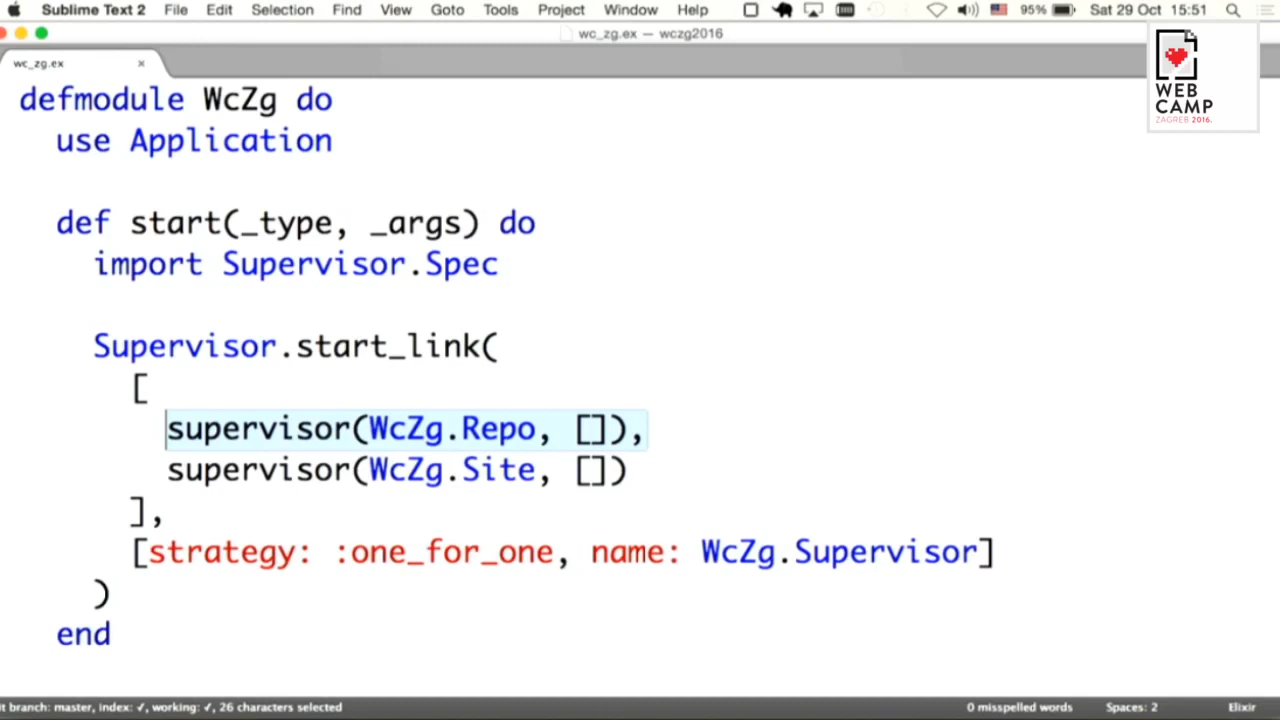 Sublime Text 2 File Edit Selection Find View Goto Tools Project Window Help 95% Sat 29 Oct 15:51
wc_zg.ex — wczg2016
wc_zg.ex ×
WEB
CAMP
ZAGREB 2016.
defmodule WcZg do
use Application
def start(_type, _args) do
import Supervisor.Spec
Supervisor.start_link(
[
supervisor(WcZg.Repo, []),
supervisor(WcZg.Site, [])
],
[strategy: :one_for_one, name: WcZg.Supervisor]
)
end
t branch: master, index: ✓, working: ✓, 26 characters selected 0 misspelled words Spaces: 2 Elixir